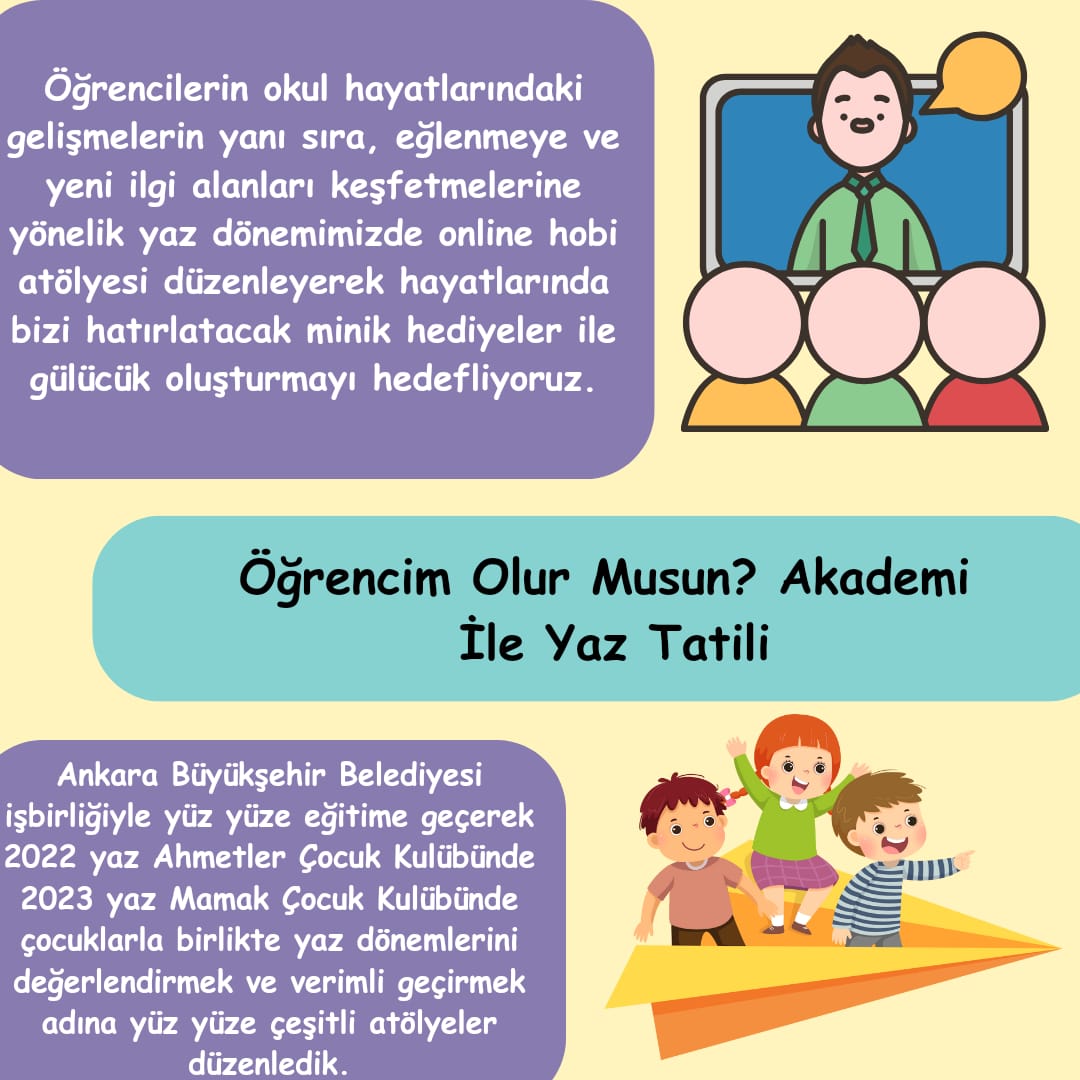 Öğrencilerin okul hayatlarındaki
gelişmelerin yanı sıra, eğlenmeye ve
yeni ilgi alanları keşfetmelerine
yönelik yaz dönemimizde online hobi
atölyesi düzenleyerek hayatlarında
bizi hatırlatacak minik hediyeler ile
gülücük oluşturmayı hedefliyoruz.
Öğrencim Olur Musun? Akademi
İle Yaz Tatili
Ankara Büyükşehir Belediyesi
işbirliğiyle yüz yüze eğitime geçerek
2022 yaz Ahmetler Çocuk Kulübünde
2023 yaz Mamak Çocuk Kulübünde
çocuklarla birlikte yaz dönemlerini
değerlendirmek ve verimli geçirmek
adına yüz yüze çeşitli atölyeler
düzenledik.